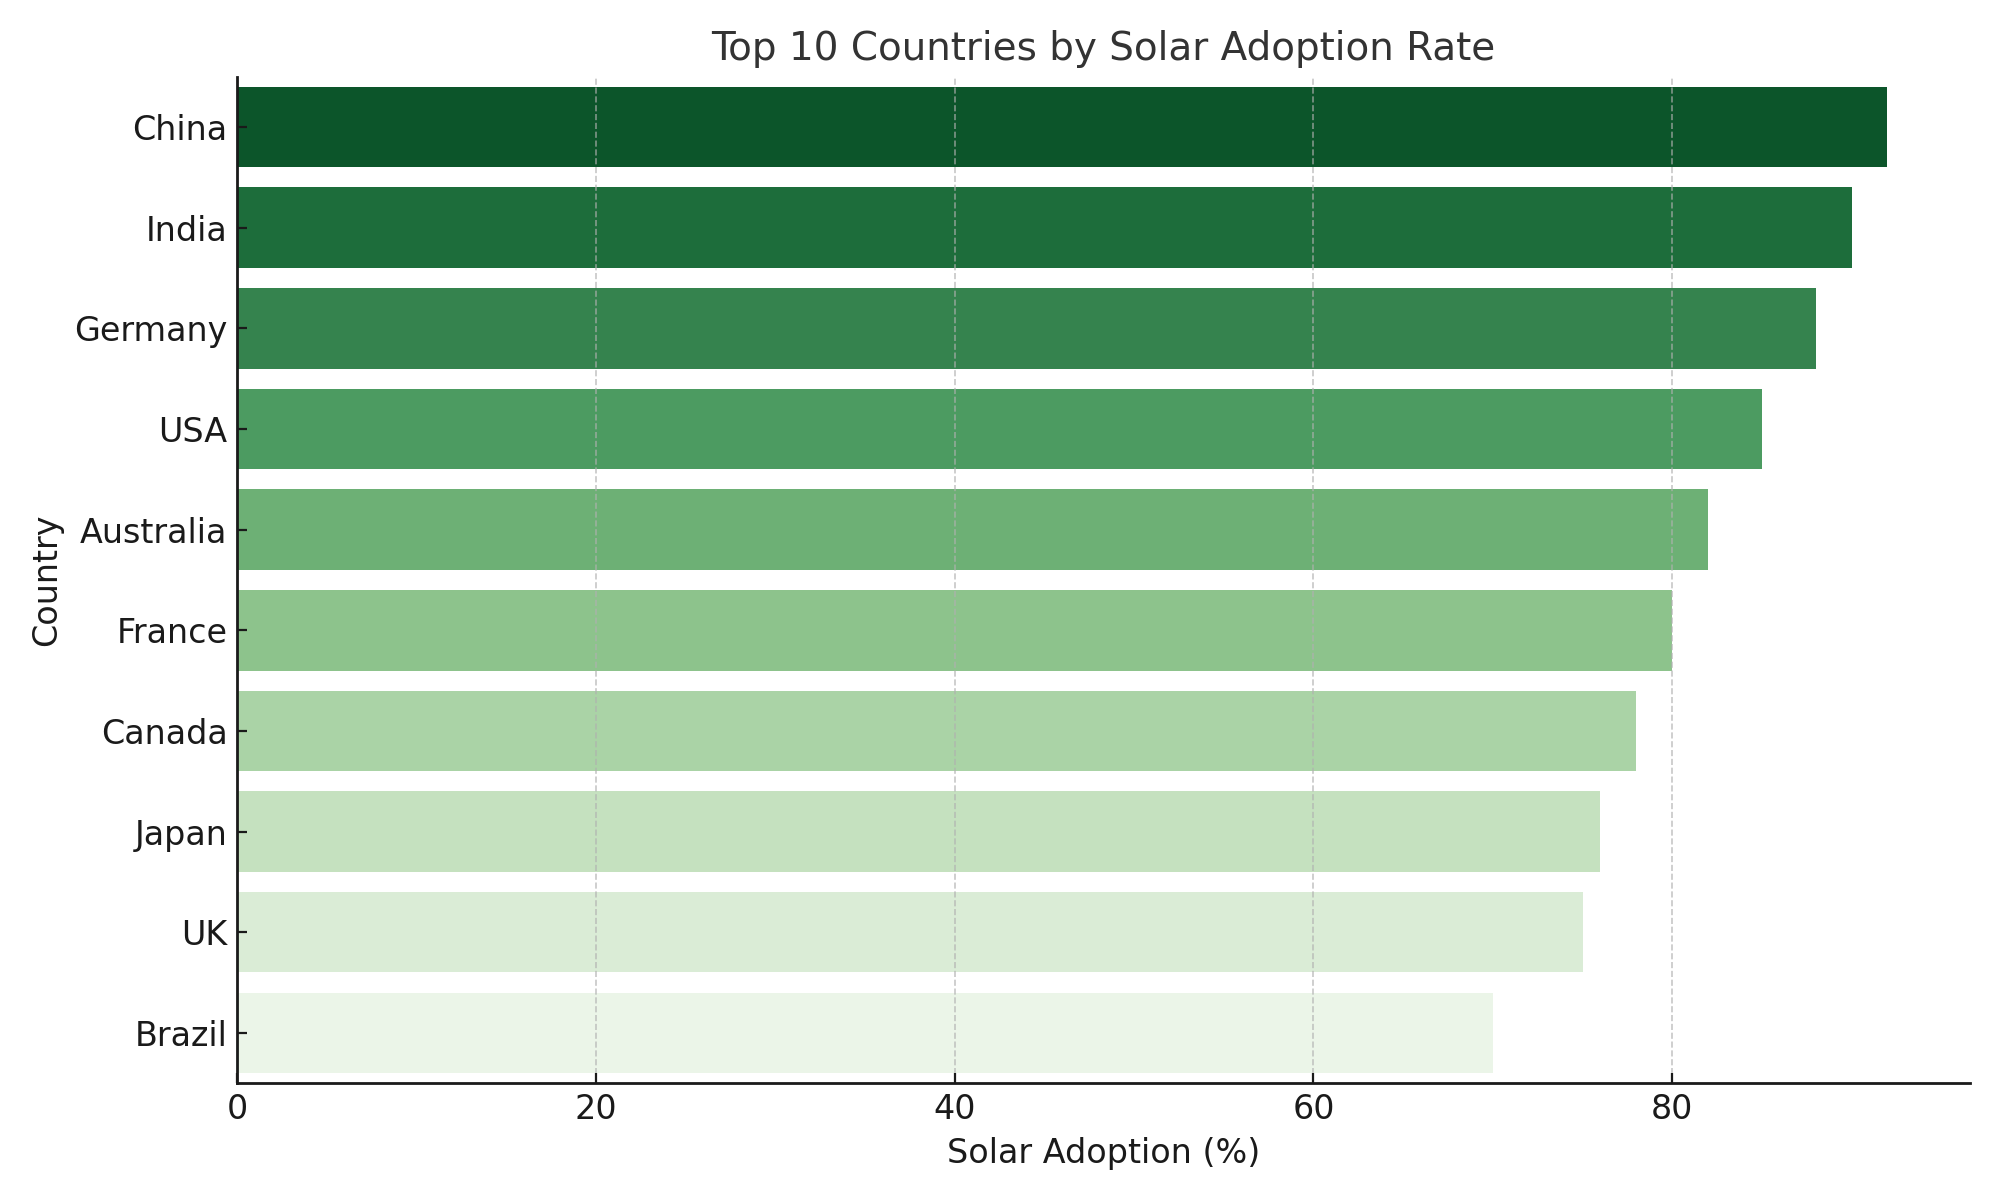 Top 10 Countries by Solar Adoption Rate
China
India
Germany
USA
Australia
France
Canada
Japan
UK
Brazil
Country
0 20 40 60 80
Solar Adoption (%)